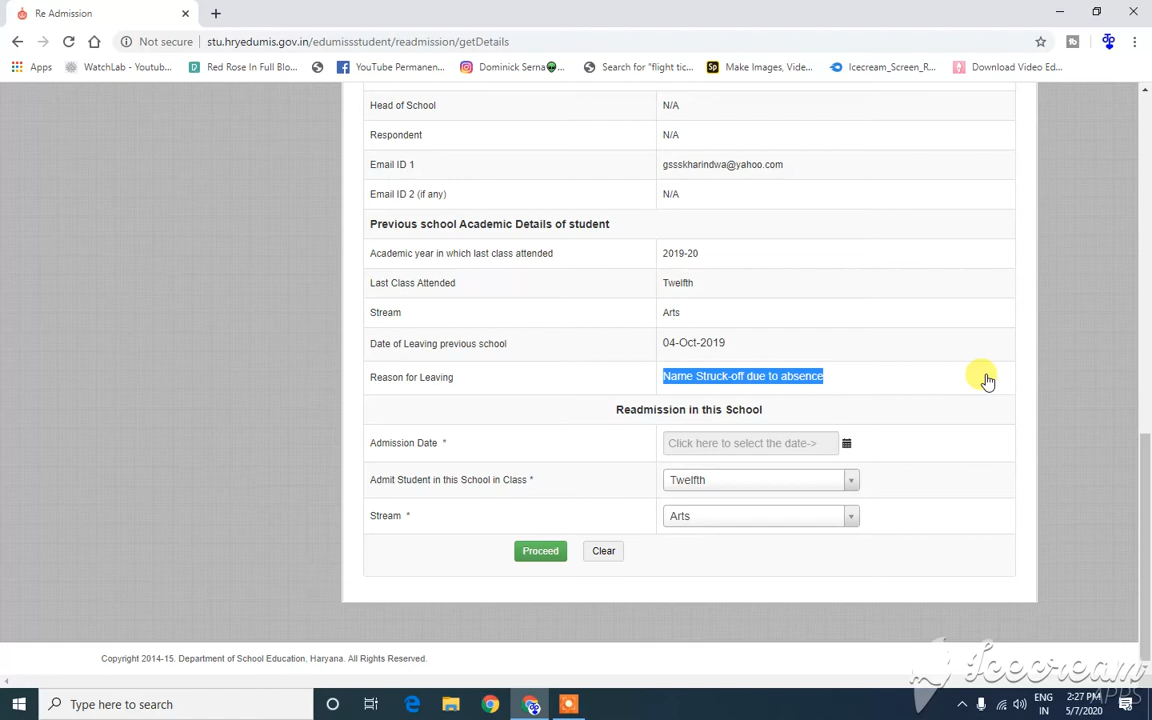 Re Admission
Not secure
stu.hryedumis.gov.in/edumissstudent/readmission/getDetails
Apps
WatchLab - Youtub...
Red Rose In Full Blo...
YouTube Permanen...
Dominick Serna
Search for "flight tic...
Make Images, Vide...
Icecream_Screen_R...
Download Video Ed...
Head of School N/A
Respondent N/A
Email ID 1 gssskharindwa@yahoo.com
Email ID 2 (if any) N/A
Previous school Academic Details of student
Academic year in which last class attended 2019-20
Last Class Attended Twelfth
Stream Arts
Date of Leaving previous school 04-Oct-2019
Reason for Leaving Name Struck-off due to absence
Readmission in this School
Admission Date * Click here to select the date->
Admit Student in this School in Class * Twelfth
Stream * Arts
Proceed Clear
Copyright 2014-15. Department of School Education, Haryana. All Rights Reserved.
Icecream
APPS
Type here to search
ENG
IN
2:27 PM
5/7/2020